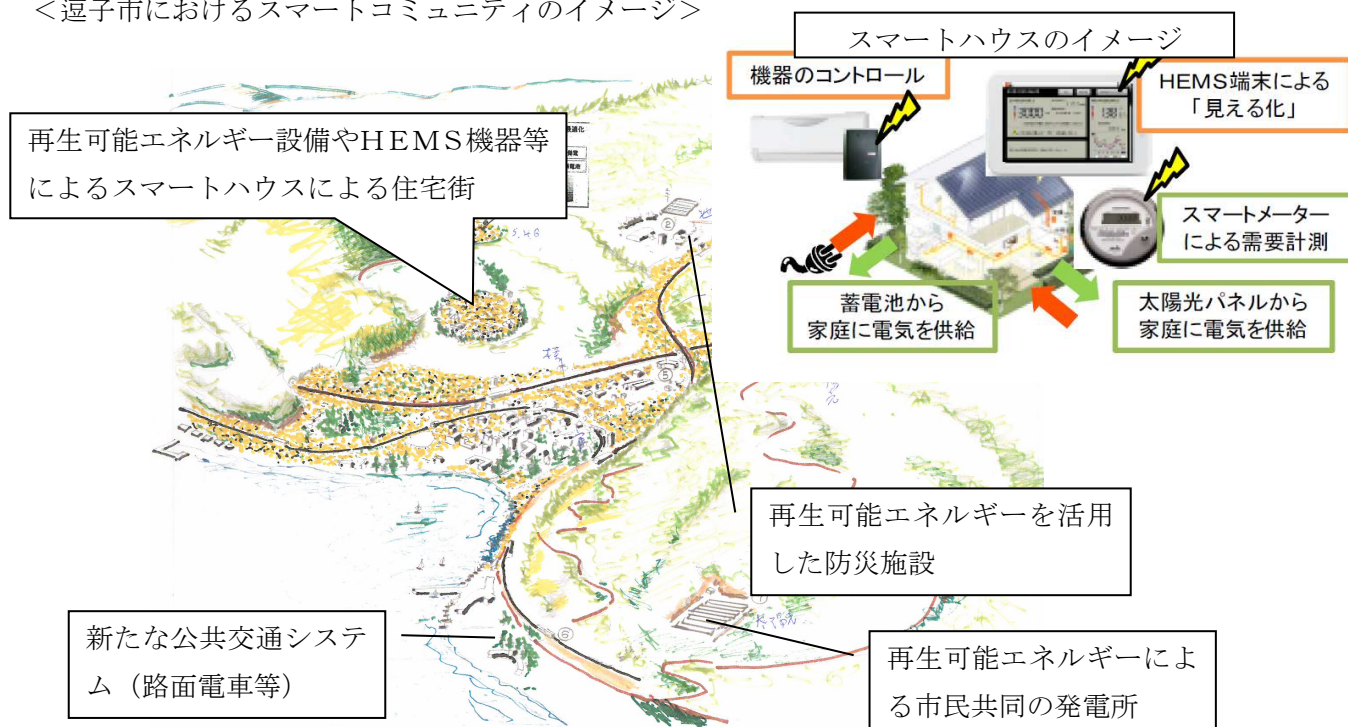 ＜逗子市におけるスマートコミュニティのイメージ＞
スマートハウスのイメージ
機器のコントロール
HEMS端末による
「見える化」
再生可能エネルギー設備やＨＥＭＳ機器等
によるスマートハウスによる住宅街
スマートメーター
による需要計測
蓄電池から
家庭に電気を供給
太陽光パネルから
家庭に電気を供給
②
⑤
再生可能エネルギーを活用
した防災施設
新たな公共交通システ
ム（路面電車等）
⑥
再生可能エネルギーによ
る市民共同の発電所